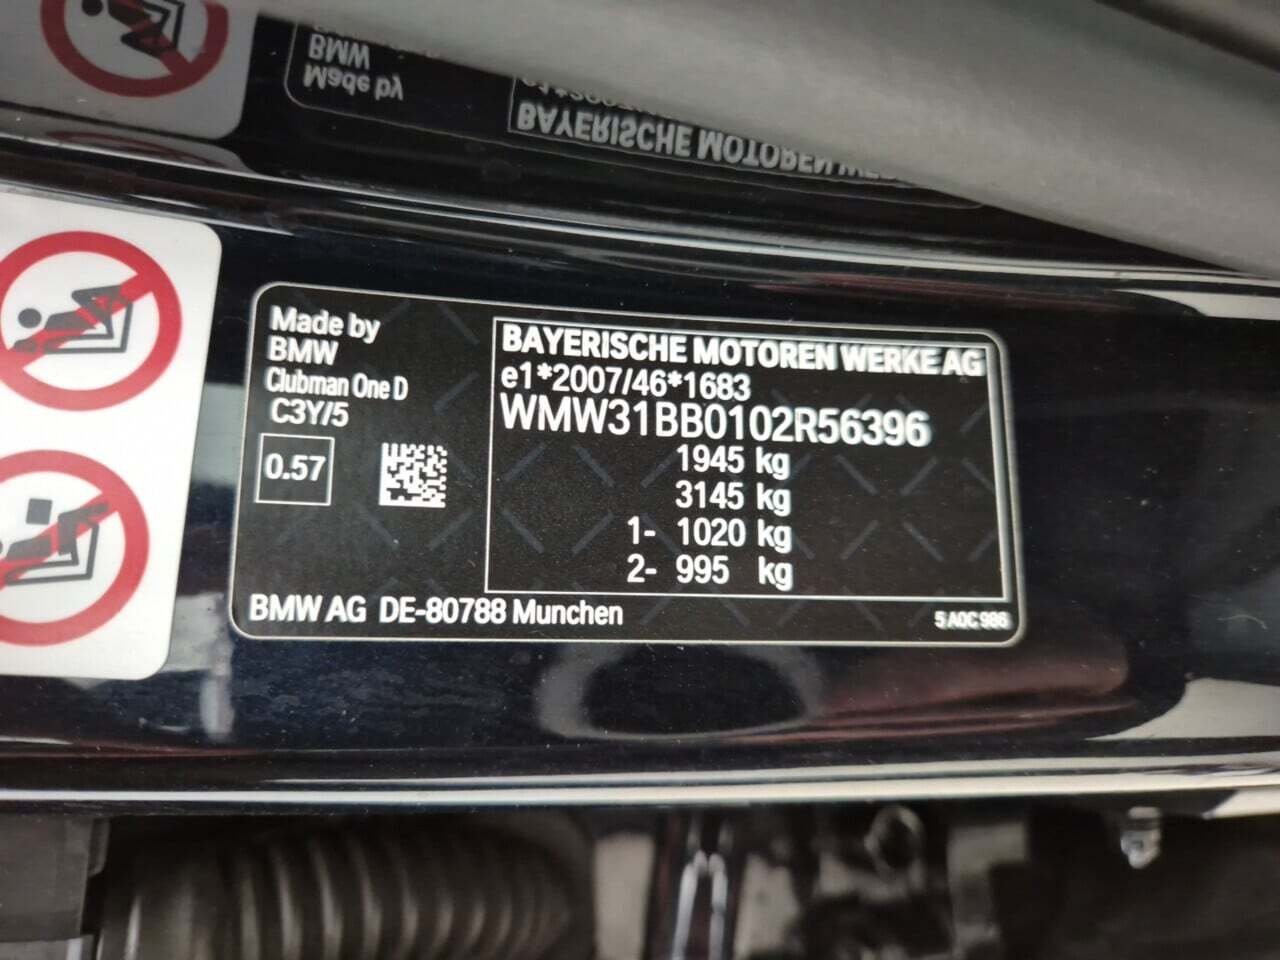 BMW
Made by
BAYERISCHE MOTOREN
Made by
BMW
Clubman One D
C3Y/5
0.57
BAYERISCHE MOTOREN WERKE AG
e1*2007/46*1683
WMW31BB0102R56396
1945 kg
3145 kg
1- 1020 kg
2- 995 kg
BMW AG DE-80788 Munchen
5 A0C 986